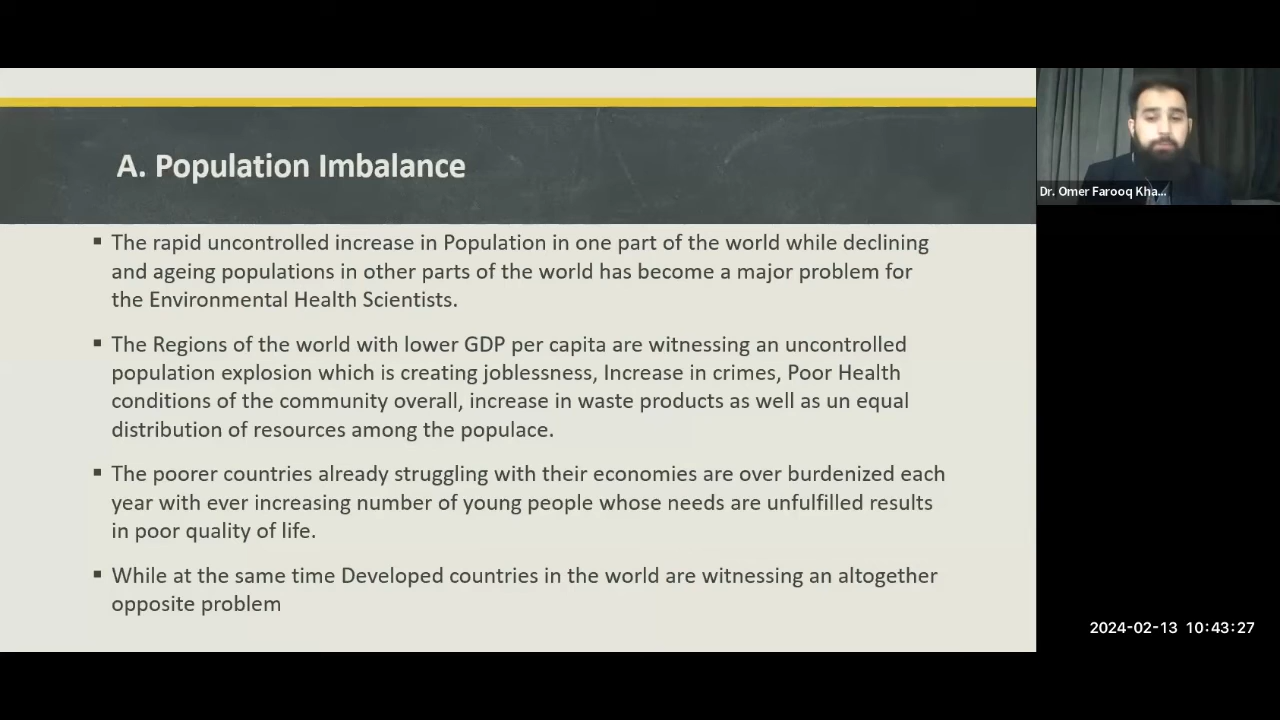 A. Population Imbalance
▪ The rapid uncontrolled increase in Population in one part of the world while declining
and ageing populations in other parts of the world has become a major problem for
the Environmental Health Scientists.
▪ The Regions of the world with lower GDP per capita are witnessing an uncontrolled
population explosion which is creating joblessness, Increase in crimes, Poor Health
conditions of the community overall, increase in waste products as well as un equal
distribution of resources among the populace.
▪ The poorer countries already struggling with their economies are over burdenized each
year with ever increasing number of young people whose needs are unfulfilled results
in poor quality of life.
▪ While at the same time Developed countries in the world are witnessing an altogether
opposite problem
Dr. Omer Farooq Kha...
2024-02-13 10:43:27